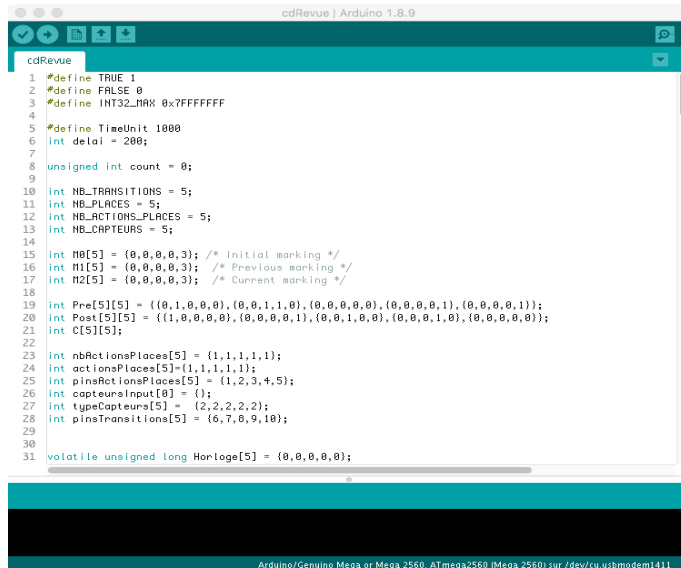 cdRevue | Arduino 1.8.9
cdRevue
1 #define TRUE 1
2 #define FALSE 0
3 #define INT32_MAX 0x7FFFFFFF
4
5 #define TimeUnit 1000
6 int delai = 200;
7
8 unsigned int count = 0;
9
10 int NB_TRANSITIONS = 5;
11 int NB_PLACES = 5;
12 int NB_ACTIONS_PLACES = 5;
13 int NB_CAPTEURS = 5;
14
15 int M0[5] = {0,0,0,0,3}; /* Initial marking */
16 int M1[5] = {0,0,0,0,3}; /* Previous marking */
17 int M2[5] = {0,0,0,0,3}; /* Current marking */
18
19 int Pre[5][5] = {{0,1,0,0,0},{0,0,1,1,0},{0,0,0,0,0},{0,0,0,0,1},{0,0,0,0,1}};
20 int Post[5][5] = {{1,0,0,0,0},{0,0,0,0,1},{0,0,1,0,0},{0,0,0,1,0},{0,0,0,0,0}};
21 int C[5][5];
22
23 int nbActionsPlaces[5] = {1,1,1,1,1};
24 int actionsPlaces[5]={1,1,1,1,1};
25 int pinsActionsPlaces[5] = {1,2,3,4,5};
26 int capteursInput[0] = {};
27 int typeCapteurs[5] = {2,2,2,2,2};
28 int pinsTransitions[5] = {6,7,8,9,10};
29
30
31 volatile unsigned long Horloge[5] = {0,0,0,0,0};
Arduino/Genuino Mega or Mega 2560, ATmega2560 (Mega 2560) sur /dev/cu.usbmodem1411